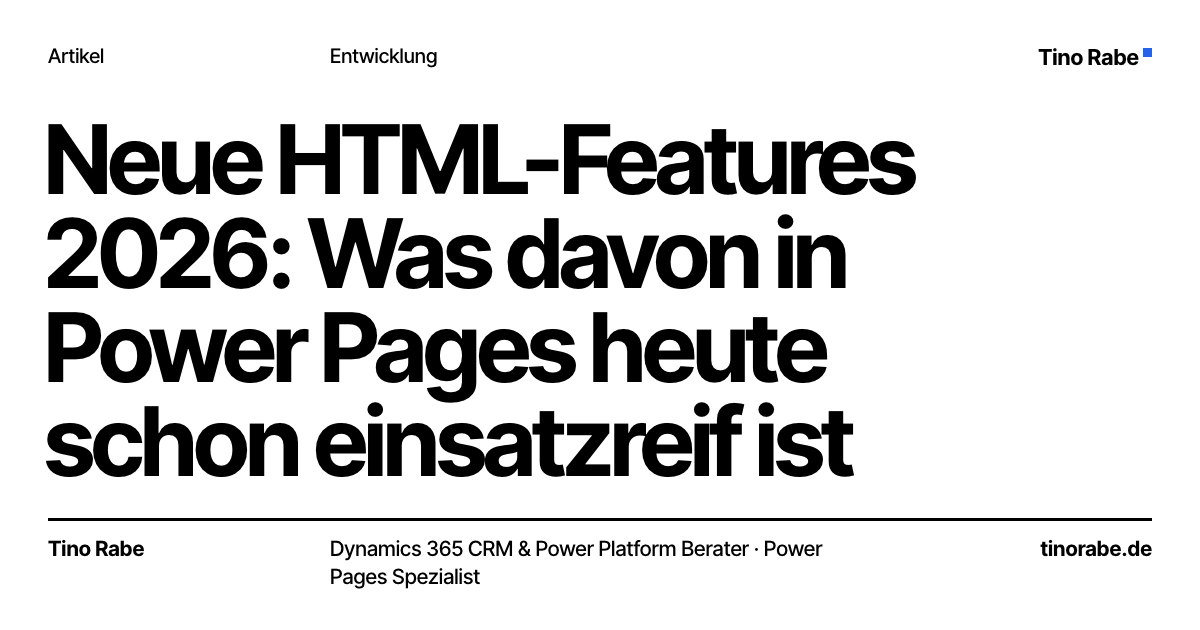 Artikel
Entwicklung
Tino Rabe
Neue HTML-Features
2026: Was davon in
Power Pages heute
schon einsatzreif ist
Tino Rabe
Dynamics 365 CRM & Power Platform Berater · Power
Pages Spezialist
tinorabe.de